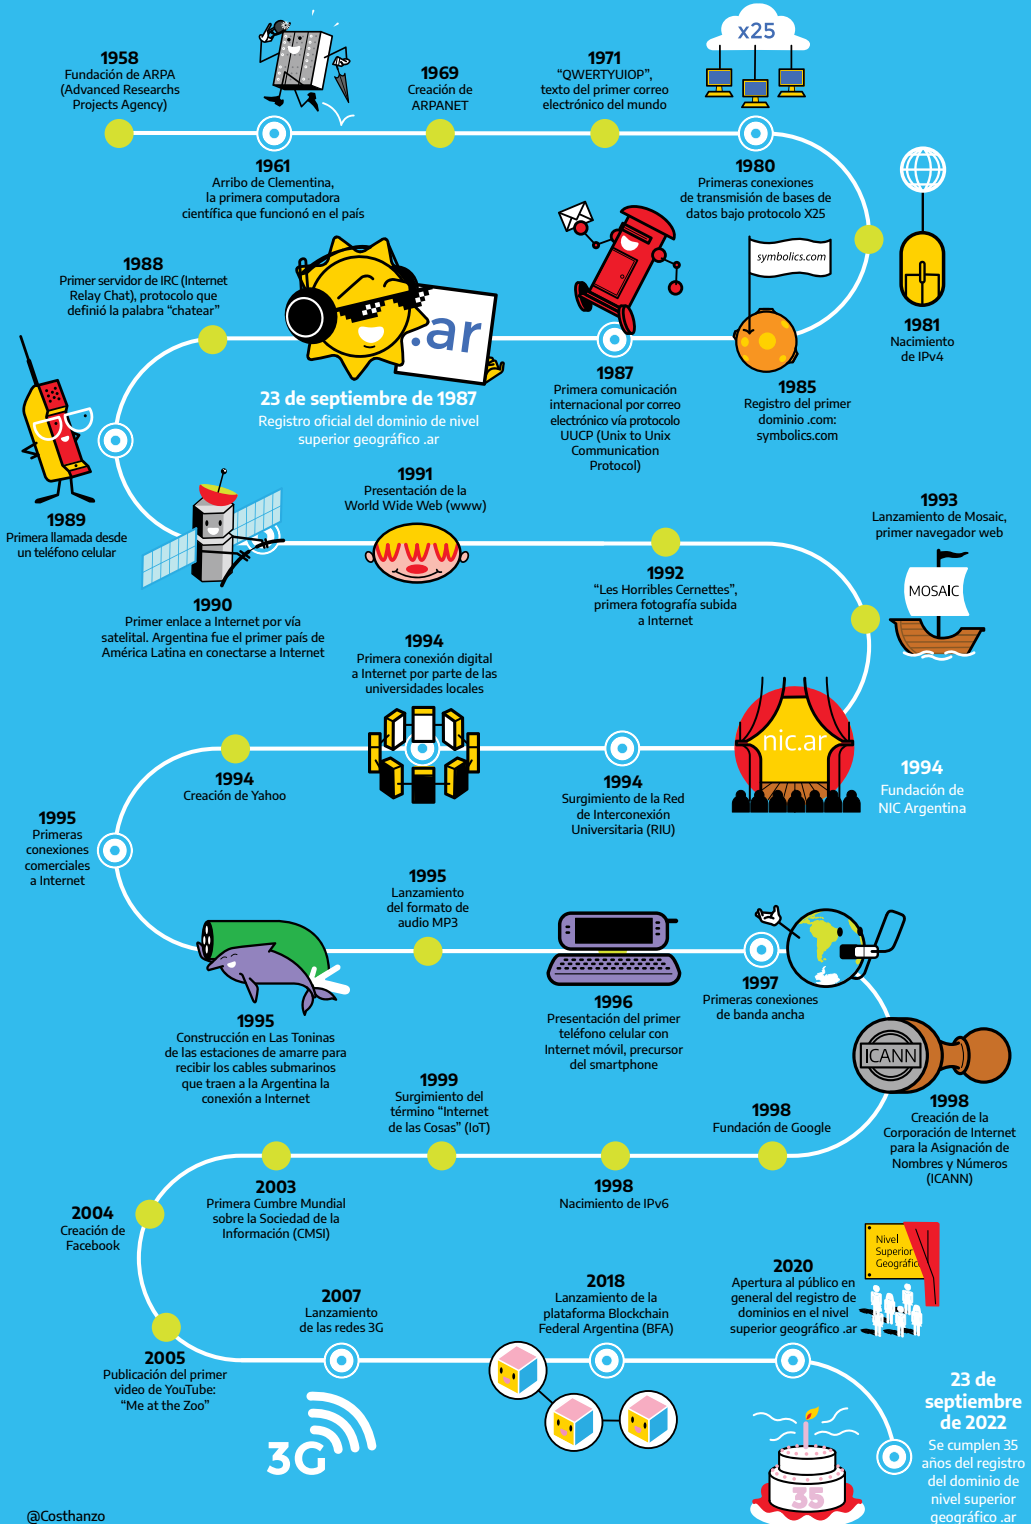 1958
Fundación de ARPA
(Advanced Researchs
Projects Agency)
1961
Arribo de Clementina,
la primera computadora
científica que funcionó en el país
1969
Creación de
ARPANET
1971
“QWERTYUIOP”,
texto del primer correo
electrónico del mundo
x25
1980
Primeras conexiones
de transmisión de bases de
datos bajo protocolo X25
1981
Nacimiento
de IPv4
symbolics.com
1985
Registro del primer
dominio .com:
symbolics.com
1987
Primera comunicación
internacional por correo
electrónico vía protocolo
UUCP (Unix to Unix
Communication
Protocol)
.ar
23 de septiembre de 1987
Registro oficial del dominio de nivel
superior geográfico .ar
1988
Primer servidor de IRC (Internet
Relay Chat), protocolo que
definió la palabra “chatear”
1989
Primera llamada desde
un teléfono celular
1990
Primer enlace a Internet por vía
satelital. Argentina fue el primer país de
América Latina en conectarse a Internet
1991
Presentación de la
World Wide Web (www)
1992
“Les Horribles Cernettes”,
primera fotografía subida
a Internet
1993
Lanzamiento de Mosaic,
primer navegador web
MOSAIC
nic.ar
1994
Fundación de
NIC Argentina
1994
Surgimiento de la Red
de Interconexión
Universitaria (RIU)
1994
Primera conexión digital
a Internet por parte de las
universidades locales
1994
Creación de Yahoo
1995
Primeras
conexiones
comerciales
a Internet
1995
Construcción en Las Toninas
de las estaciones de amarre para
recibir los cables submarinos
que traen a la Argentina la
conexión a Internet
1995
Lanzamiento
del formato de
audio MP3
1996
Presentación del primer
teléfono celular con
Internet móvil, precursor
del smartphone
1997
Primeras conexiones
de banda ancha
ICANN
1998
Creación de la
Corporación de Internet
para la Asignación de
Nombres y Números
(ICANN)
1998
Fundación de Google
1998
Nacimiento de IPv6
1999
Surgimiento del
término “Internet
de las Cosas” (IoT)
2003
Primera Cumbre Mundial
sobre la Sociedad de la
Información (CMSI)
2004
Creación de
Facebook
2005
Publicación del primer
video de YouTube:
“Me at the Zoo”
2007
Lanzamiento
de las redes 3G
3G
2018
Lanzamiento de la
plataforma Blockchain
Federal Argentina (BFA)
2020
Apertura al público en
general del registro de
dominios en el nivel
superior geográfico .ar
Nivel
Superior
Geográfic
35
23 de
septiembre
de 2022
Se cumplen 35
años del registro
del dominio de
nivel superior
geográfico .ar
@Costhanzo